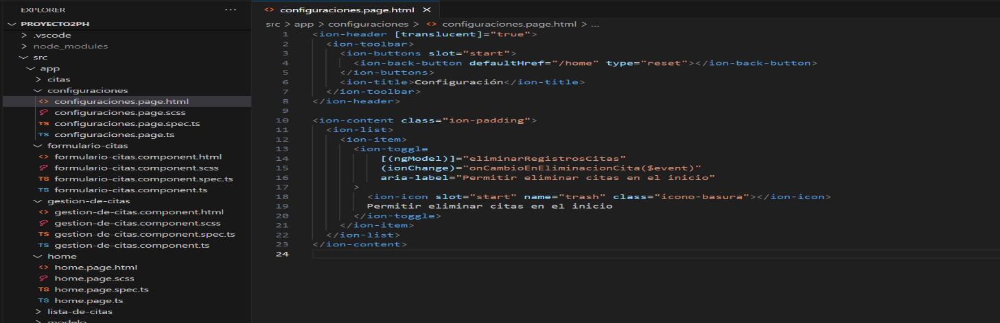 EXPLORER ···
PROYECTO2PH
.vscode
node_modules
src
app
citas
configuraciones
configuraciones.page.html
configuraciones.page.scss
TS configuraciones.page.spec.ts
TS configuraciones.page.ts
formulario-citas
formulario-citas.component.html
formulario-citas.component.scss
TS formulario-citas.component.spec.ts
TS formulario-citas.component.ts
gestion-de-citas
gestion-de-citas.component.html
gestion-de-citas.component.scss
TS gestion-de-citas.component.spec.ts
TS gestion-de-citas.component.ts
home
home.page.html
home.page.scss
TS home.page.spec.ts
TS home.page.ts
lista-de-citas
modelo
<> configuraciones.page.html ×
src > app > configuraciones > <> configuraciones.page.html > ...
1 <ion-header [translucent]="true">
2 <ion-toolbar>
3 <ion-buttons slot="start">
4 <ion-back-button defaultHref="/home" type="reset"></ion-back-button>
5 </ion-buttons>
6 <ion-title>Configuración</ion-title>
7 </ion-toolbar>
8 </ion-header>
9
10 <ion-content class="ion-padding">
11 <ion-list>
12 <ion-item>
13 <ion-toggle
14 [(ngModel)]="eliminarRegistrosCitas"
15 (ionChange)="onCambioEnEliminacionCita($event)"
16 aria-label="Permitir eliminar citas en el inicio"
17 >
18 <ion-icon slot="start" name="trash" class="icono-basura"></ion-icon>
19 Permitir eliminar citas en el inicio
20 </ion-toggle>
21 </ion-item>
22 </ion-list>
23 </ion-content>
24